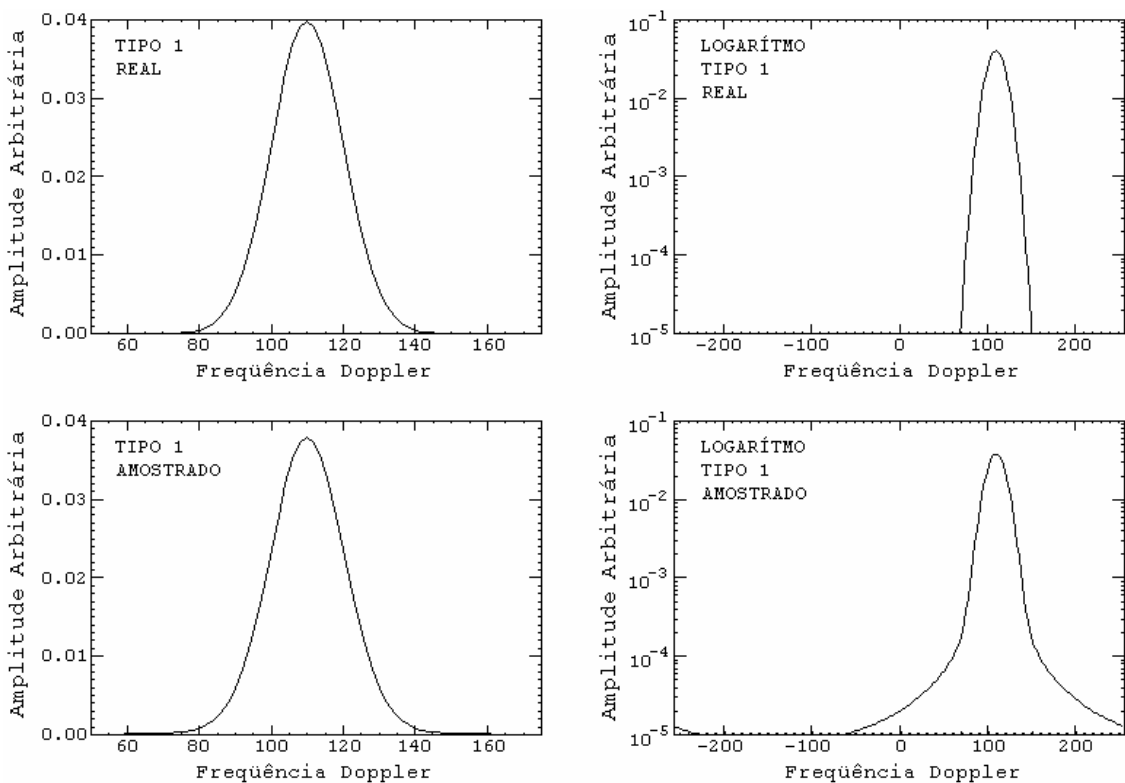 Amplitude Arbitrária
0.04
0.03
0.02
0.01
0.00
TIPO 1
REAL
60 80 100 120 140 160
Freqüência Doppler
Amplitude Arbitrária
10-1
10-2
10-3
10-4
10-5
LOGARÍTMO
TIPO 1
REAL
-200 -100 0 100 200
Freqüência Doppler
Amplitude Arbitrária
0.04
0.03
0.02
0.01
0.00
TIPO 1
AMOSTRADO
60 80 100 120 140 160
Freqüência Doppler
Amplitude Arbitrária
10-1
10-2
10-3
10-4
10-5
LOGARÍTMO
TIPO 1
AMOSTRADO
-200 -100 0 100 200
Freqüência Doppler